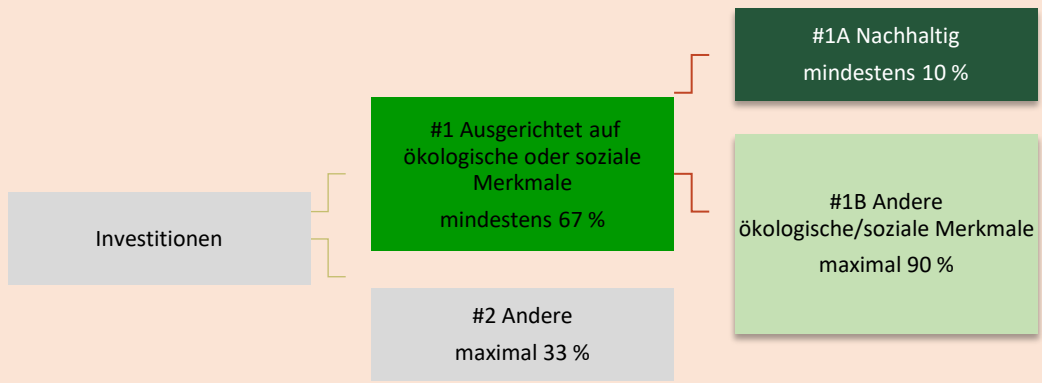 Investitionen
#1 Ausgerichtet auf
ökologische oder soziale
Merkmale
mindestens 67 %
#2 Andere
maximal 33 %
#1A Nachhaltig
mindestens 10 %
#1B Andere
ökologische/soziale Merkmale
maximal 90 %